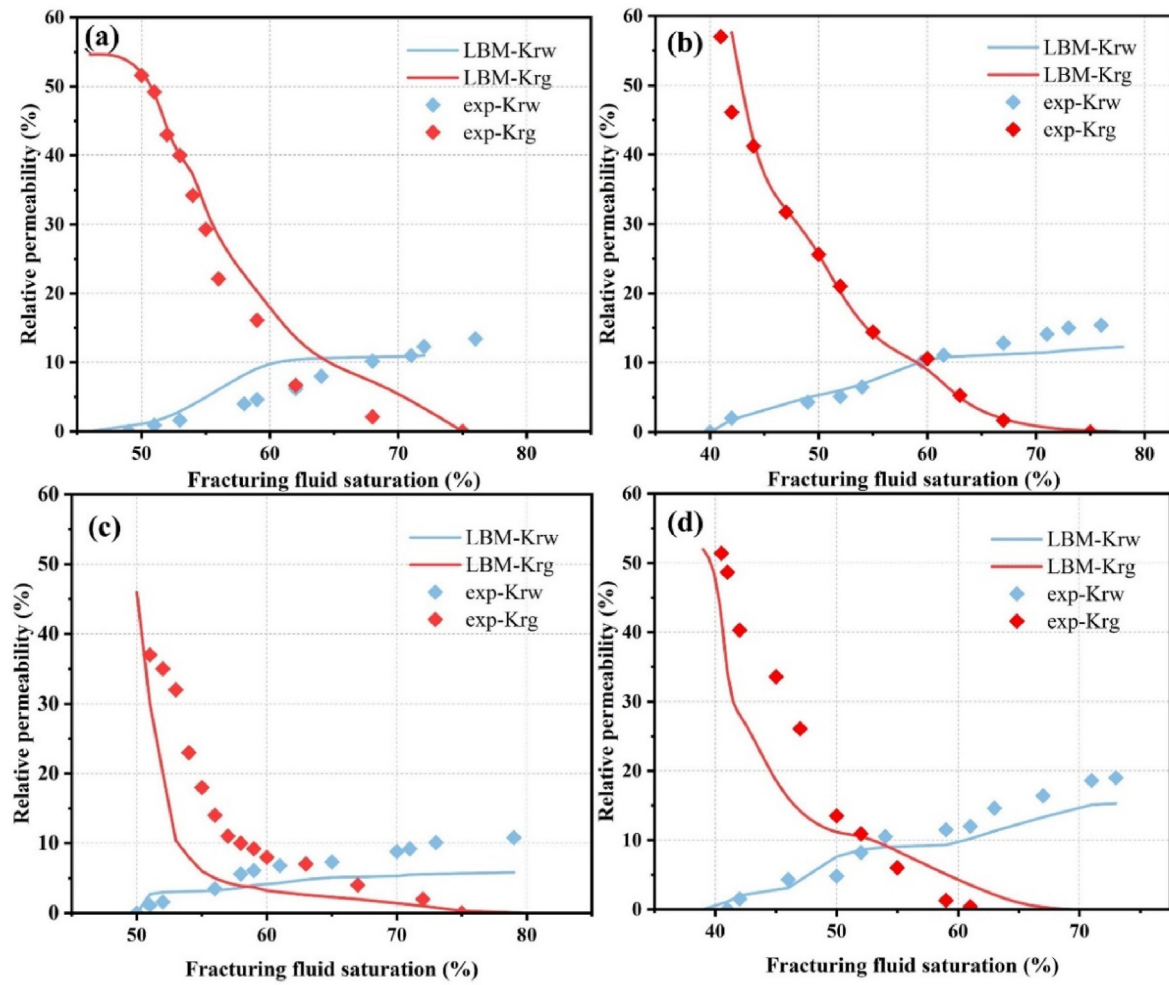 (a)
LBM-Krw
LBM-Krg
exp-Krw
exp-Krg
Relative permeability (%)
60
50
40
30
20
10
0
50 60 70 80
Fracturing fluid saturation (%)
(b)
LBM-Krw
LBM-Krg
exp-Krw
exp-Krg
Relative permeability (%)
60
50
40
30
20
10
0
40 50 60 70 80
Fracturing fluid saturation (%)
(c)
LBM-Krw
LBM-Krg
exp-Krw
exp-Krg
Relative permeability (%)
60
50
40
30
20
10
0
50 60 70 80
Fracturing fluid saturation (%)
(d)
LBM-Krw
LBM-Krg
exp-Krw
exp-Krg
Relative permeability (%)
60
50
40
30
20
10
0
40 50 60 70
Fracturing fluid saturation (%)